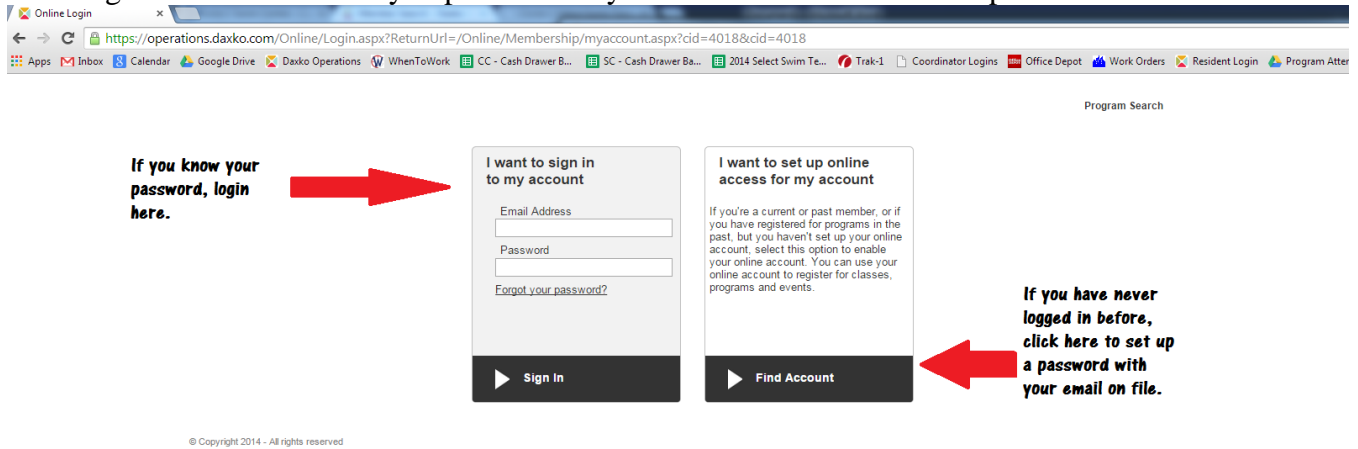 Online Login
https://operations.daxko.com/Online/Login.aspx?ReturnUrl=/Online/Membership/myaccount.aspx?cid=4018&cid=4018
Apps Inbox Calendar Google Drive Daxko Operations WhenToWork CC - Cash Drawer B... SC - Cash Drawer Ba... 2014 Select Swim Te... Trak-1 Coordinator Logins Office Depot Work Orders Resident Login Program Atter
Program Search
If you know your
password, login
here.
I want to sign in
to my account
Email Address
Password
Forgot your password?
Sign In
I want to set up online
access for my account
If you're a current or past member, or if
you have registered for programs in the
past, but you haven't set up your online
account, select this option to enable
your online account. You can use your
online account to register for classes,
programs and events.
Find Account
If you have never
logged in before,
click here to set up
a password with
your email on file.
© Copyright 2014 - All rights reserved